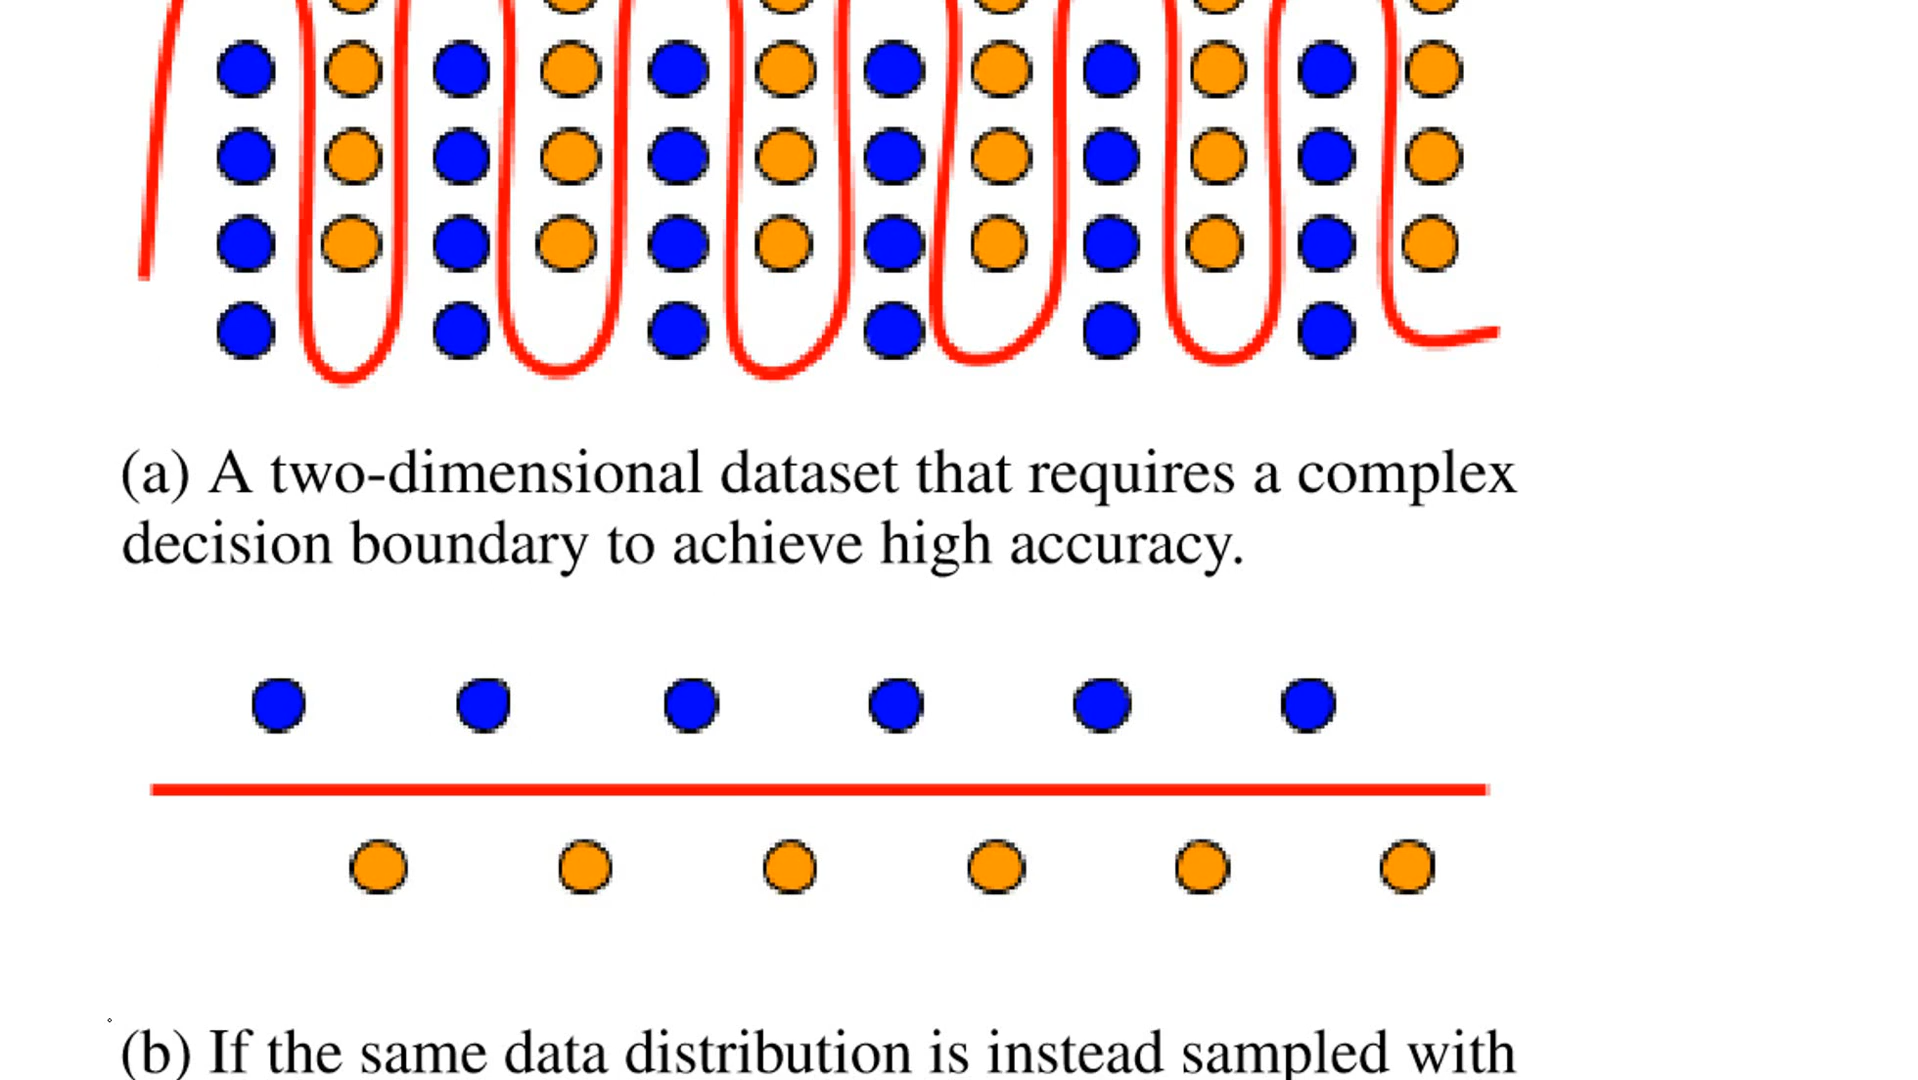 (a) A two-dimensional dataset that requires a complex
decision boundary to achieve high accuracy.
(b) If the same data distribution is instead sampled with